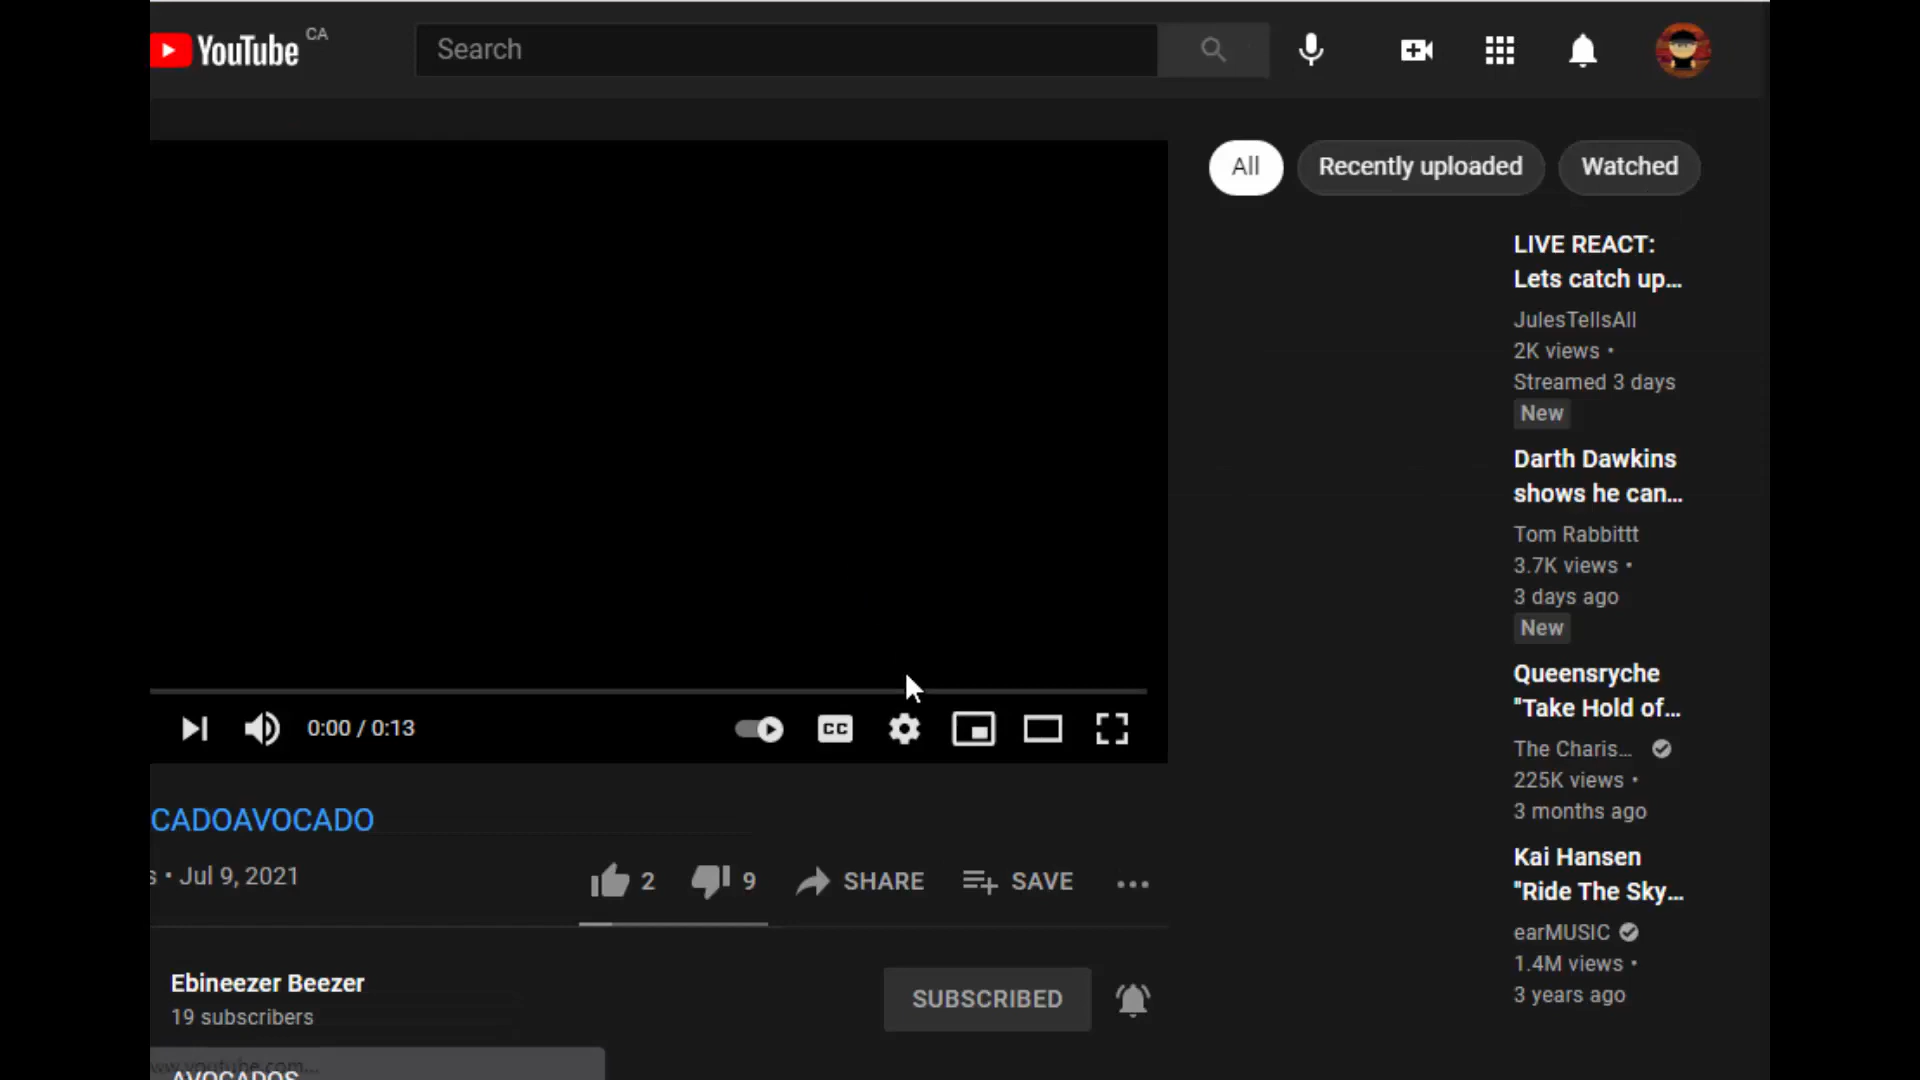 YouTube CA
Search
All
Recently uploaded
Watched
LIVE REACT:
Lets catch up...
JulesTellsAll
2K views •
Streamed 3 days
New
Darth Dawkins
shows he can...
Tom Rabbittt
3.7K views •
3 days ago
New
Queensryche
"Take Hold of...
The Charis...
225K views •
3 months ago
Kai Hansen
"Ride The Sky...
earMUSIC
1.4M views •
3 years ago
0:00 / 0:13
CC
CADOAVOCADO
s • Jul 9, 2021
2
9
SHARE
SAVE
Ebineezer Beezer
19 subscribers
SUBSCRIBED
www.youtube.com...
AVOCADOS